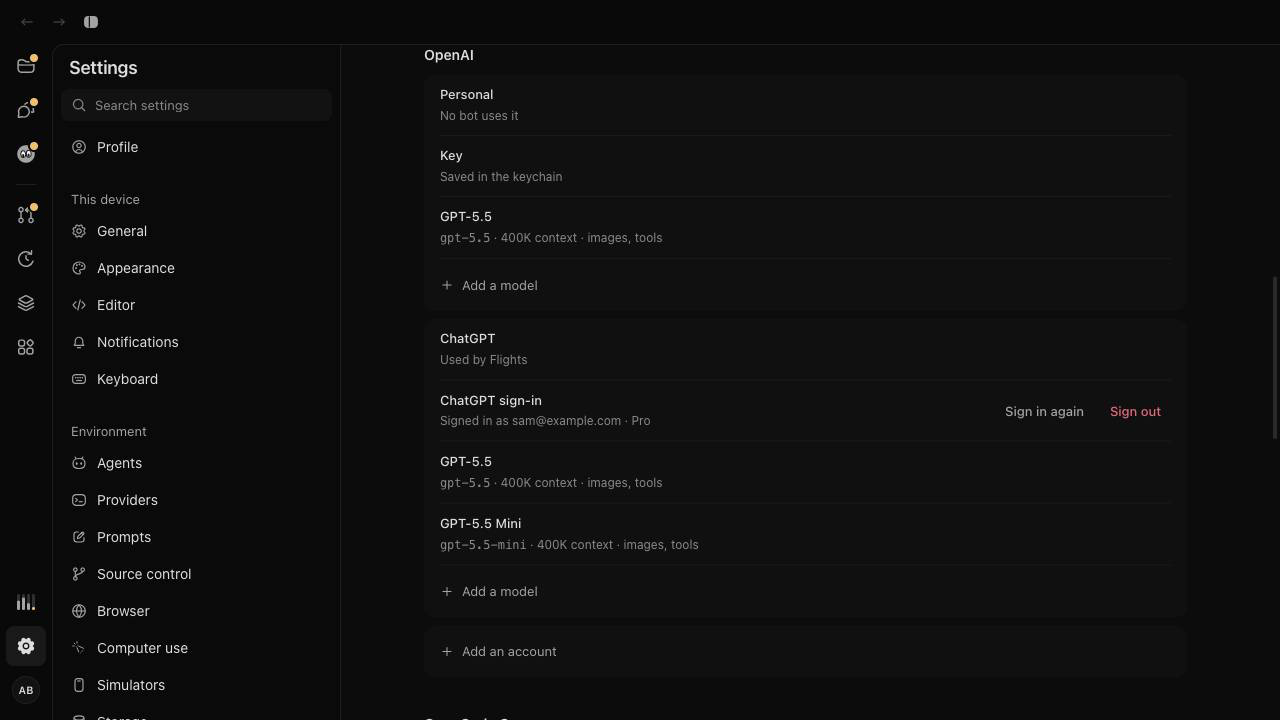 Settings
Search settings
Profile
This device
General
Appearance
Editor
Notifications
Keyboard
Environment
Agents
Providers
Prompts
Source control
Browser
Computer use
Simulators
Storage
AB
OpenAI
Personal
No bot uses it
Key
Saved in the keychain
GPT-5.5
gpt-5.5 · 400K context · images, tools
Add a model
ChatGPT
Used by Flights
ChatGPT sign-in
Signed in as sam@example.com · Pro
Sign in again
Sign out
GPT-5.5
gpt-5.5 · 400K context · images, tools
GPT-5.5 Mini
gpt-5.5-mini · 400K context · images, tools
Add a model
Add an account